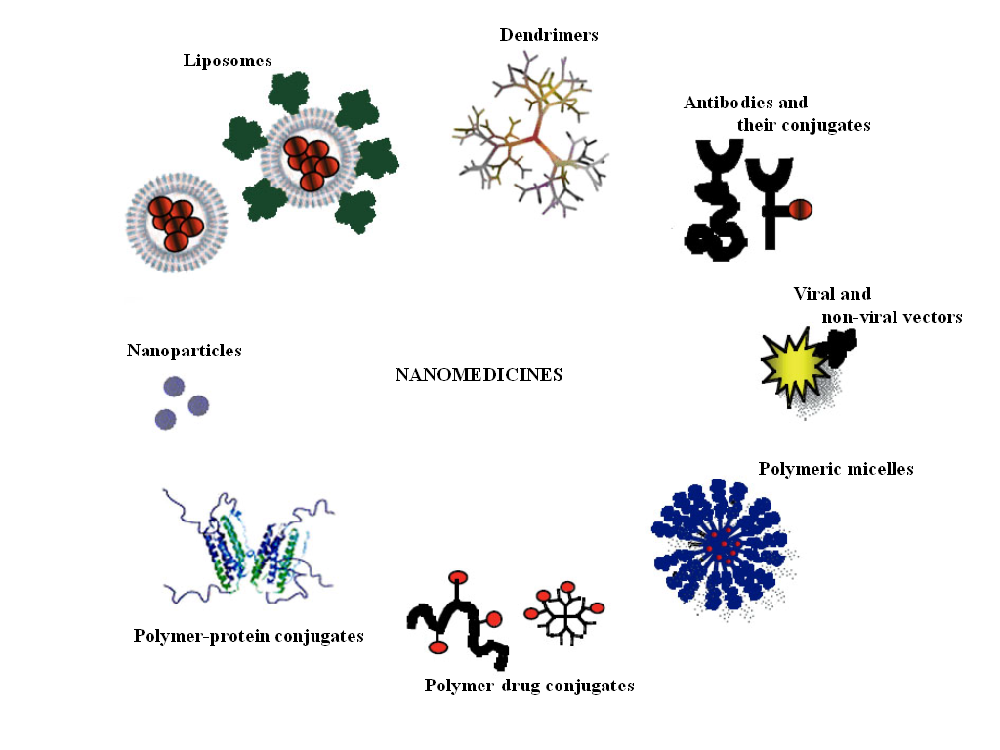 Dendrimers
Liposomes
Antibodies and
their conjugates
Viral and
non-viral vectors
Nanoparticles
NANOMEDICINES
Polymeric micelles
Polymer-protein conjugates
Polymer-drug conjugates